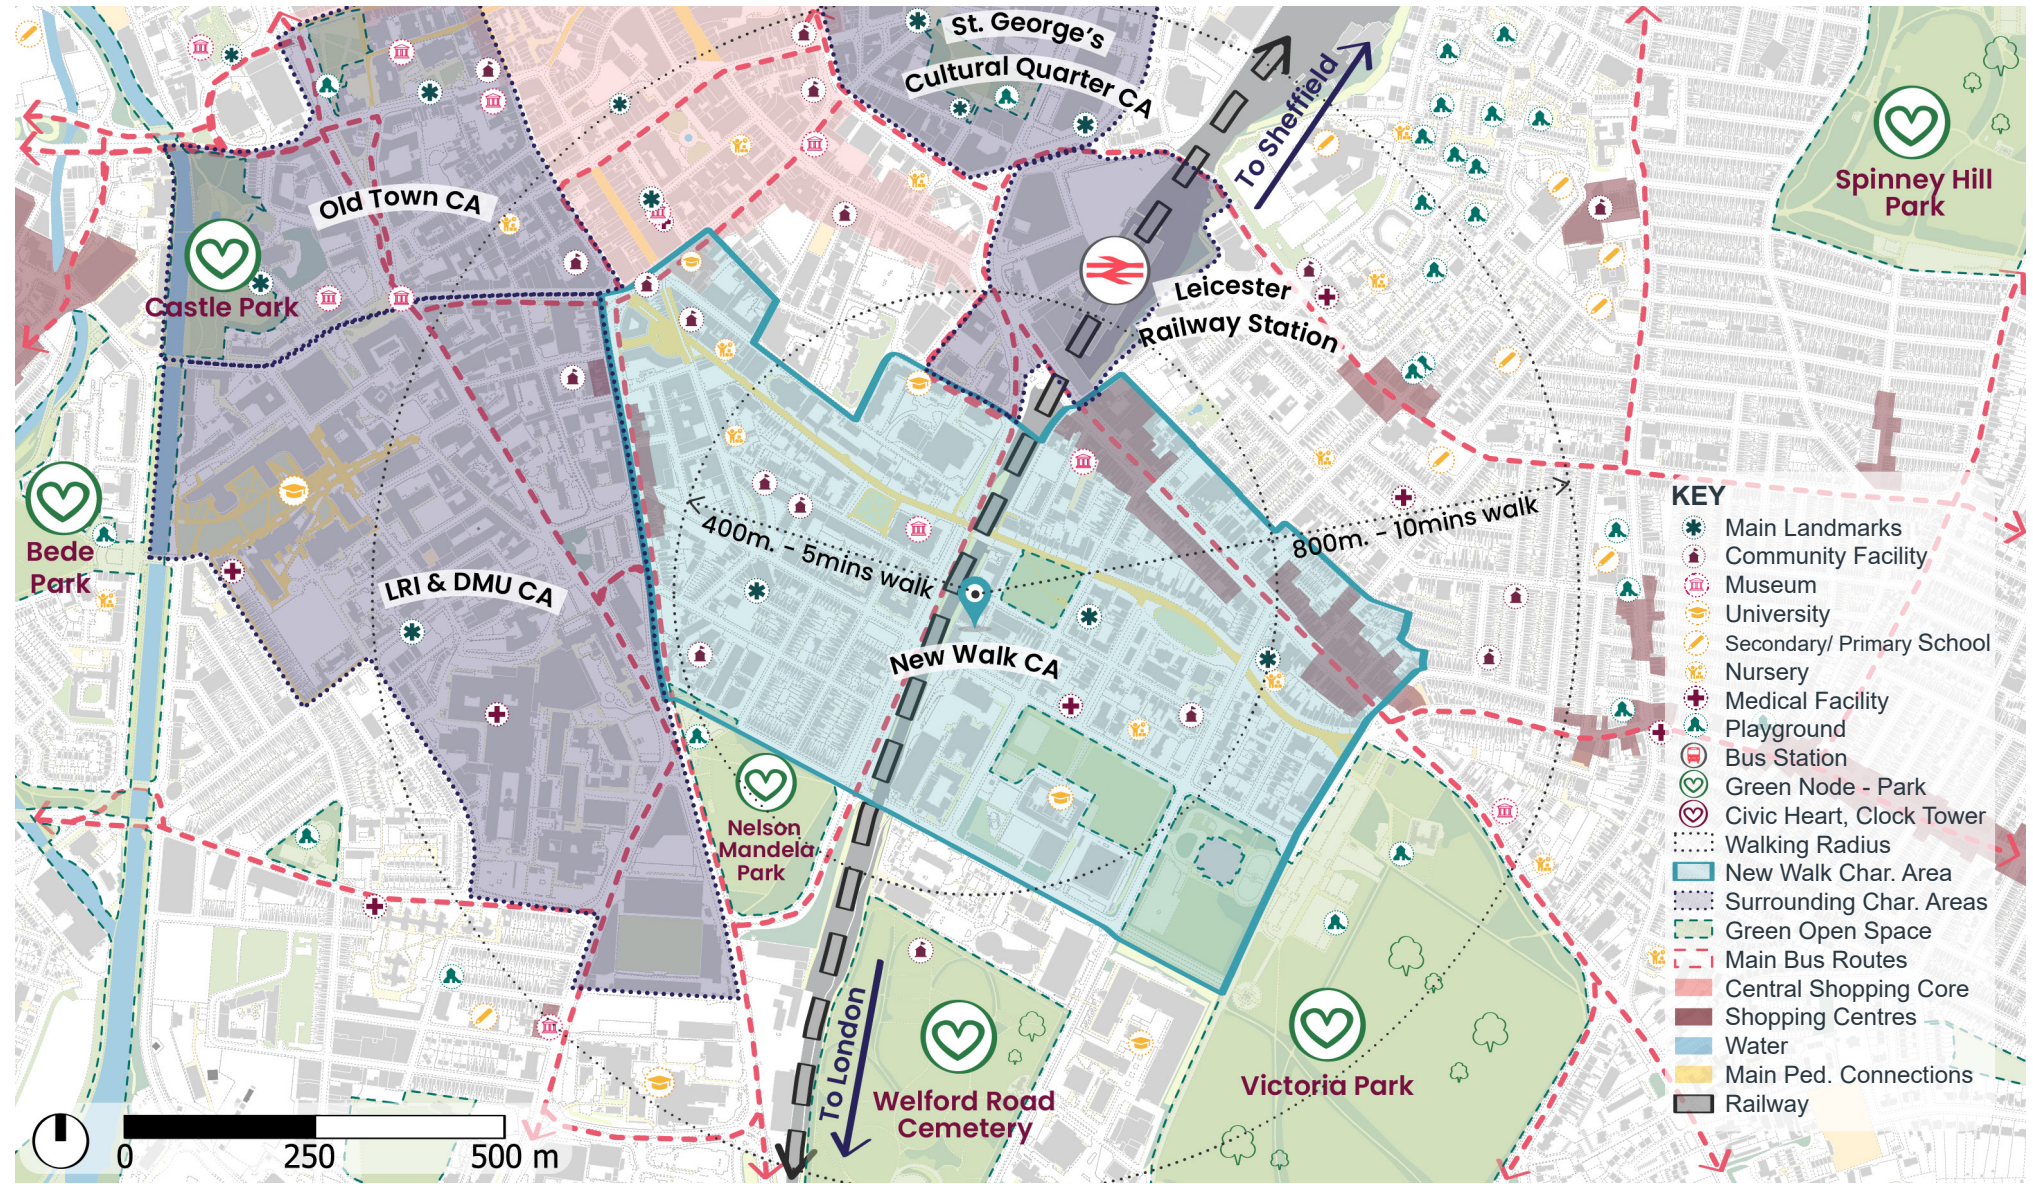 St. George's
Cultural Quarter CA
To Sheffield
Spinney Hill
Park
Old Town CA
Castle Park
Leicester
Railway Station
400m. - 5mins walk
800m. - 10mins walk
Bede
Park
LRI & DMU CA
New Walk CA
Nelson
Mandela
Park
To London
Welford Road
Cemetery
Victoria Park
0 250 500 m
KEY
Main Landmarks
Community Facility
Museum
University
Secondary/ Primary School
Nursery
Medical Facility
Playground
Bus Station
Green Node - Park
Civic Heart, Clock Tower
Walking Radius
New Walk Char. Area
Surrounding Char. Areas
Green Open Space
Main Bus Routes
Central Shopping Core
Shopping Centres
Water
Main Ped. Connections
Railway